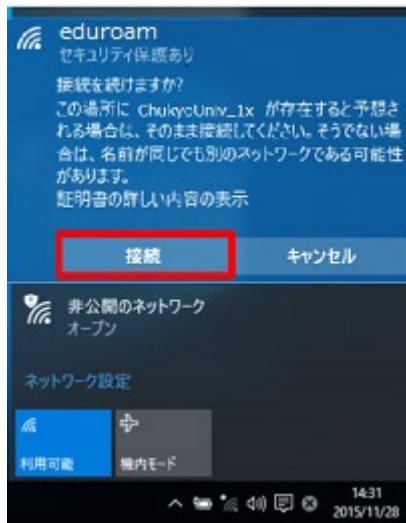 eduroam
セキュリティ保護あり
接続を続けますか?
この場所に ChukyoUniv_1x が存在すると予想さ
れる場合は、そのまま接続してください。そうでない場
合は、名前が同じでも別のネットワークである可能性
があります。
証明書の詳しい内容の表示
接続 キャンセル
非公開のネットワーク
オープン
ネットワーク設定
利用可能 機内モード
14:31
2015/11/28